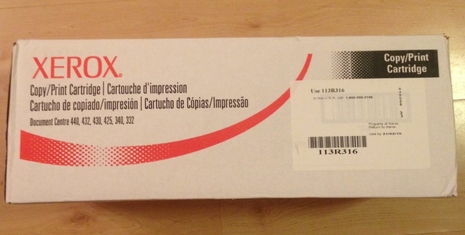 XEROX®
Copy/Print Cartridge | Cartouche d'impression
Cartucho de copiado/impresión | Cartucho de Cópias/Impressão
Document Centre 440, 432, 430, 425, 340, 332
Copy/Print
Cartridge
Use 113R316
113R316